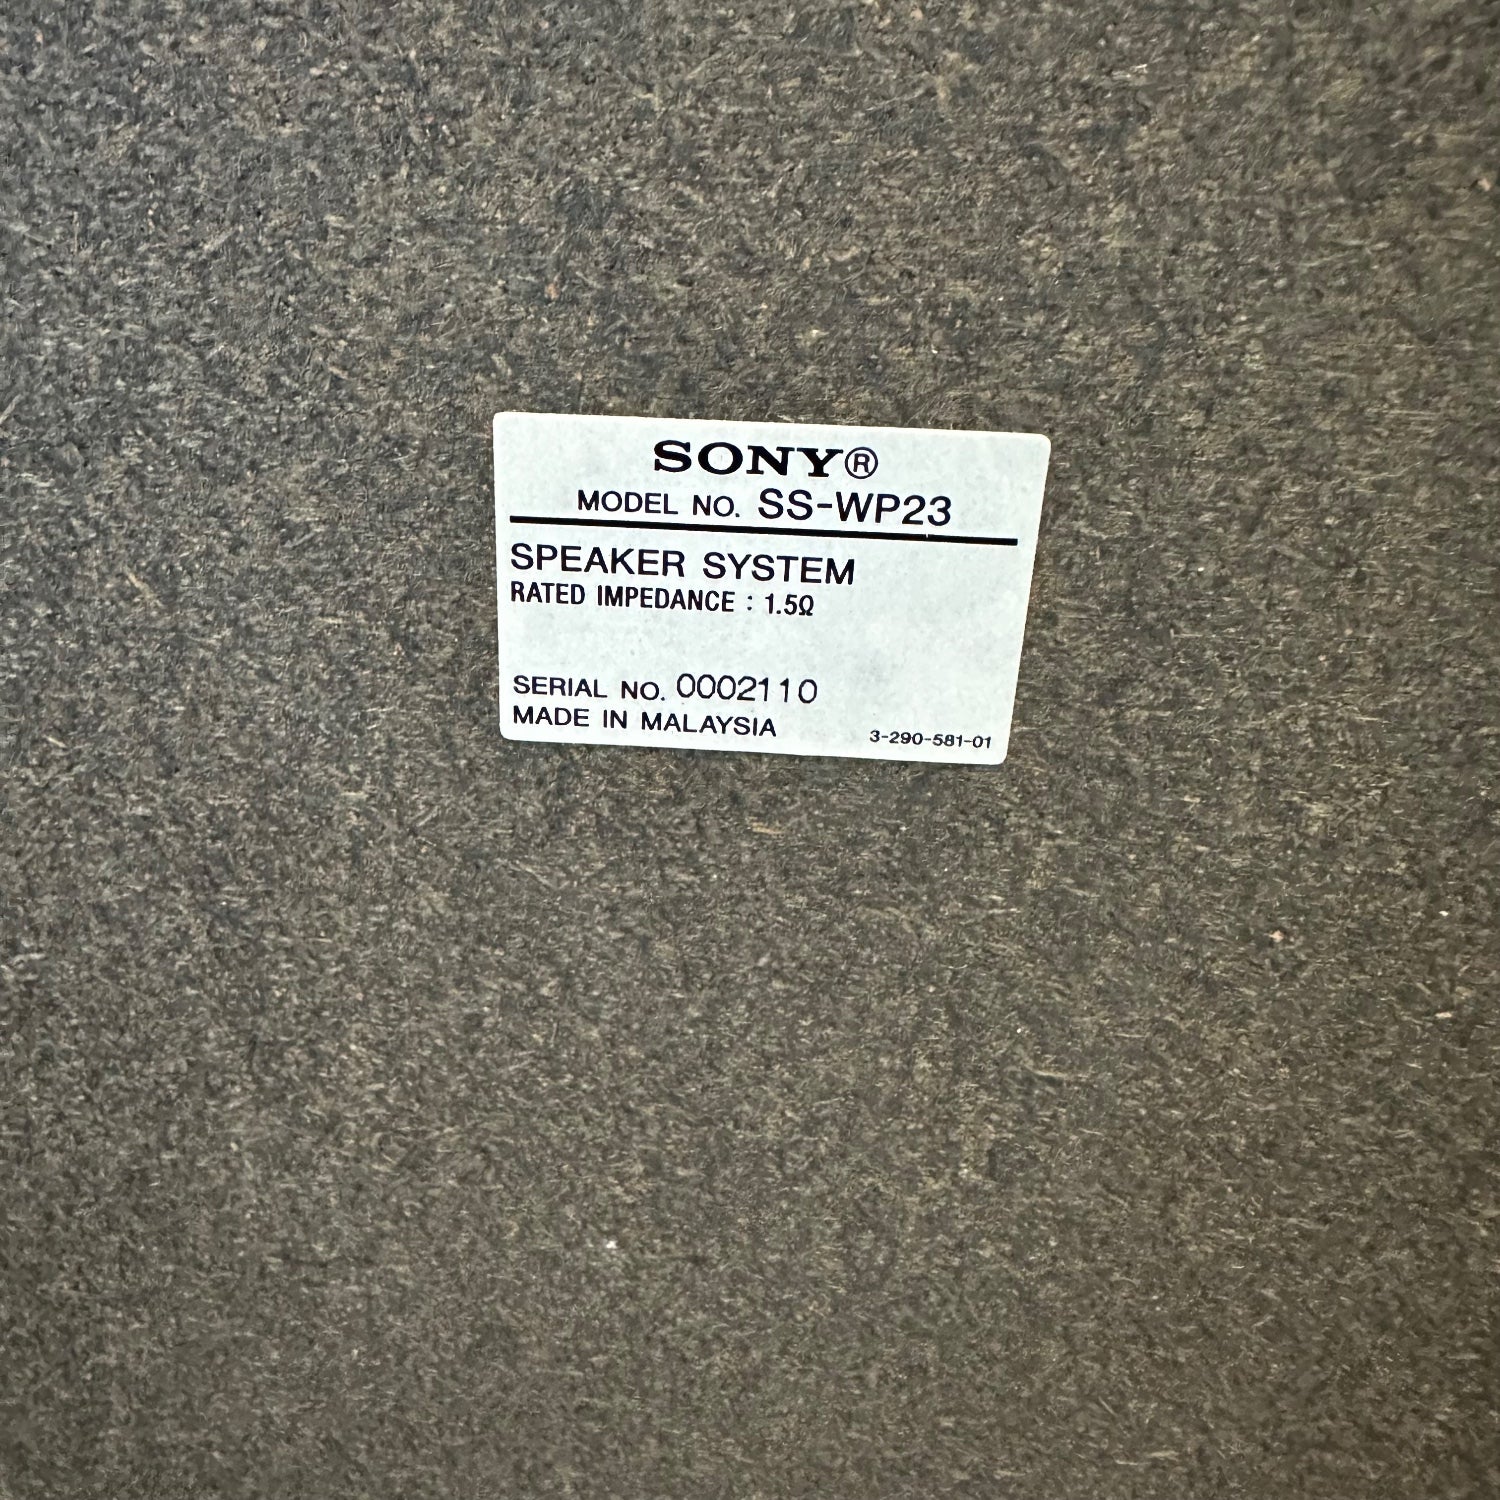 SONY®
MODEL NO. SS-WP23
SPEAKER SYSTEM
RATED IMPEDANCE : 1.5Ω
SERIAL NO. 0002110
MADE IN MALAYSIA
3-290-581-01